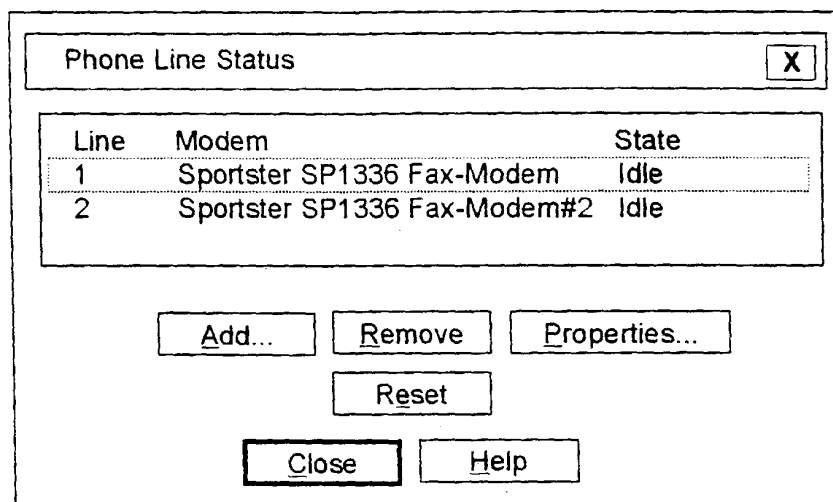 Phone Line Status X
Line Modem State
1 Sportster SP1336 Fax-Modem Idle
2 Sportster SP1336 Fax-Modem#2 Idle
Add... Remove Properties...
Reset
Close Help